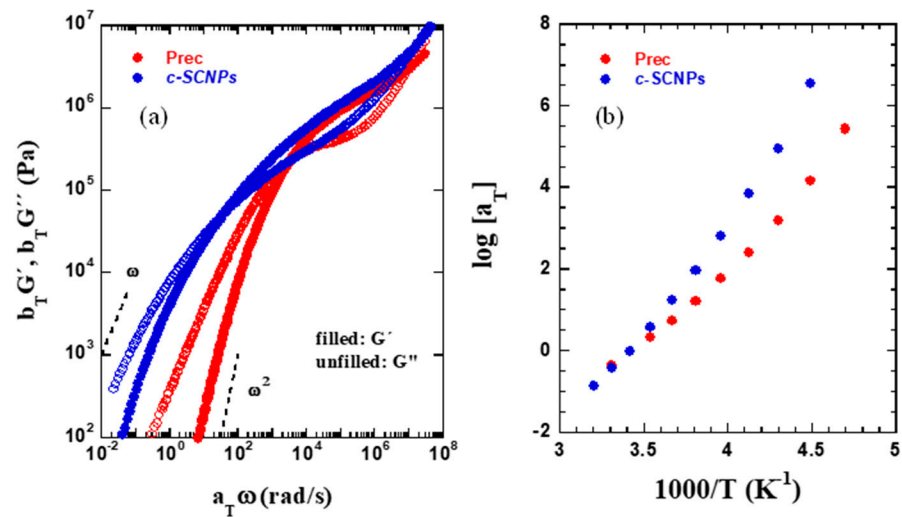 10^7
10^6
10^5
10^4
10^3
10^2
b_T G´, b_T G´´ (Pa)
Prec
c-SCNPs
(a)
ω
ω^2
filled: G´
unfilled: G"
10^-2 10^0 10^2 10^4 10^6 10^8
a_T ω (rad/s)
8
6
4
2
0
-2
log [a_T]
Prec
c-SCNPs
(b)
3 3.5 4 4.5 5
1000/T (K^-1)